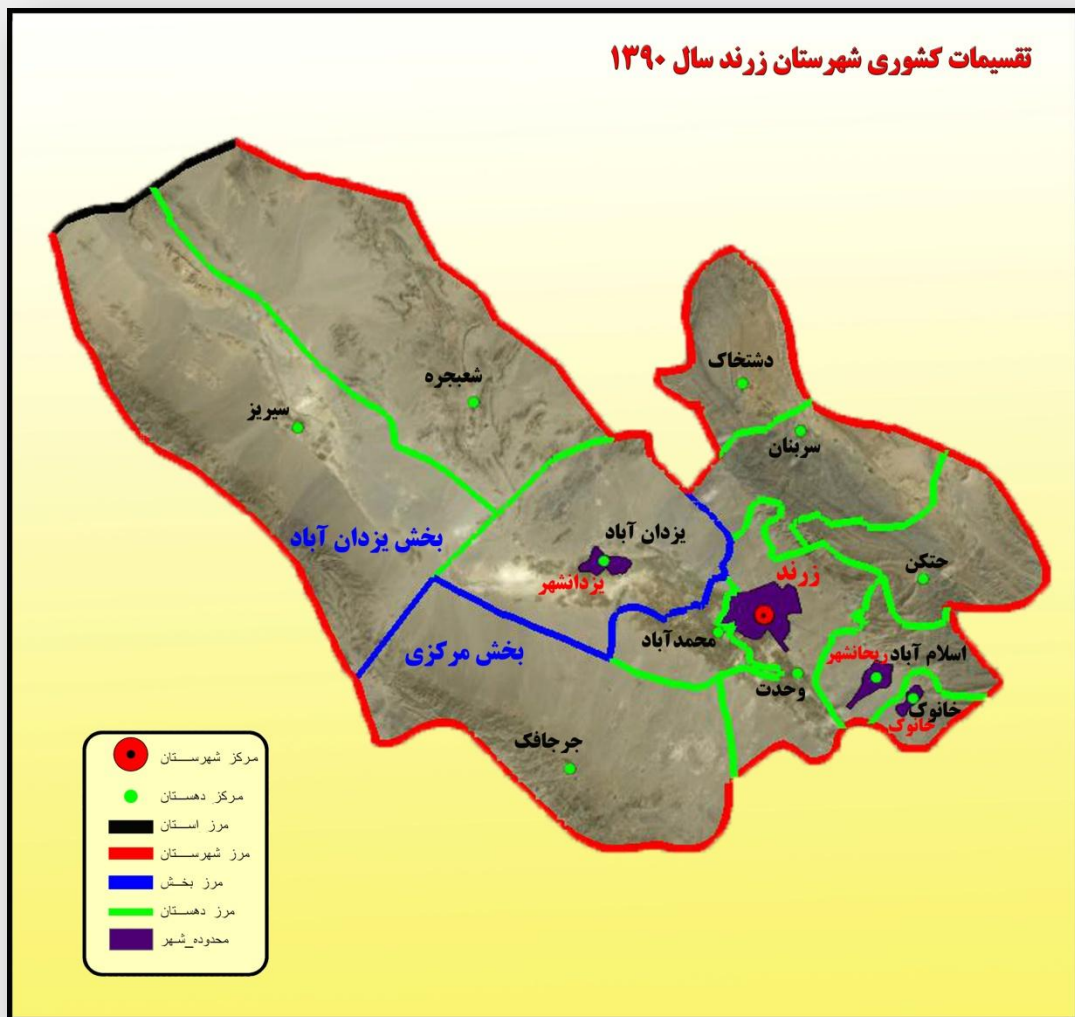 تقسیمات کشوری شهرستان زرند سال ۱۳۹۰
دشتخاک
شعبجره
سیریز
سربنان
بخش یزدان آباد
یزدان آباد
یزدانشهر
زرند
حتکن
محمدآباد
بخش مرکزی
اسلام آباد
ریحانشهر
وحدت
خانوک
خانوک
جرجافک
مرکز شهرستان
مرکز دهستان
مرز استان
مرز شهرستان
مرز بخش
مرز دهستان
محدوده_شهر